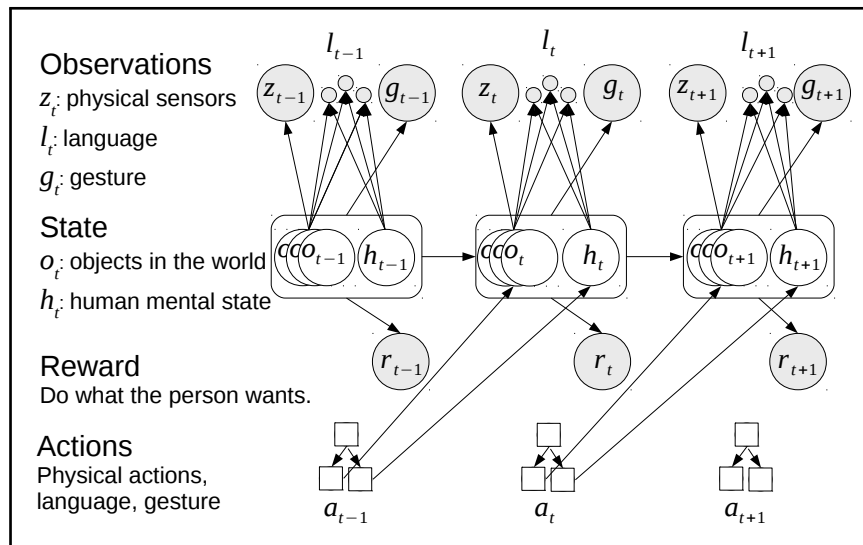 Observations
z_t: physical sensors
l_t: language
g_t: gesture
State
o_t: objects in the world
h_t: human mental state
Reward
Do what the person wants.
Actions
Physical actions,
language, gesture
l_{t−1} l_t l_{t+1}
z_{t−1} g_{t−1} z_t g_t z_{t+1} g_{t+1}
o_{t−1} h_{t−1} o_t h_t o_{t+1} h_{t+1}
r_{t−1} r_t r_{t+1}
a_{t−1} a_t a_{t+1}